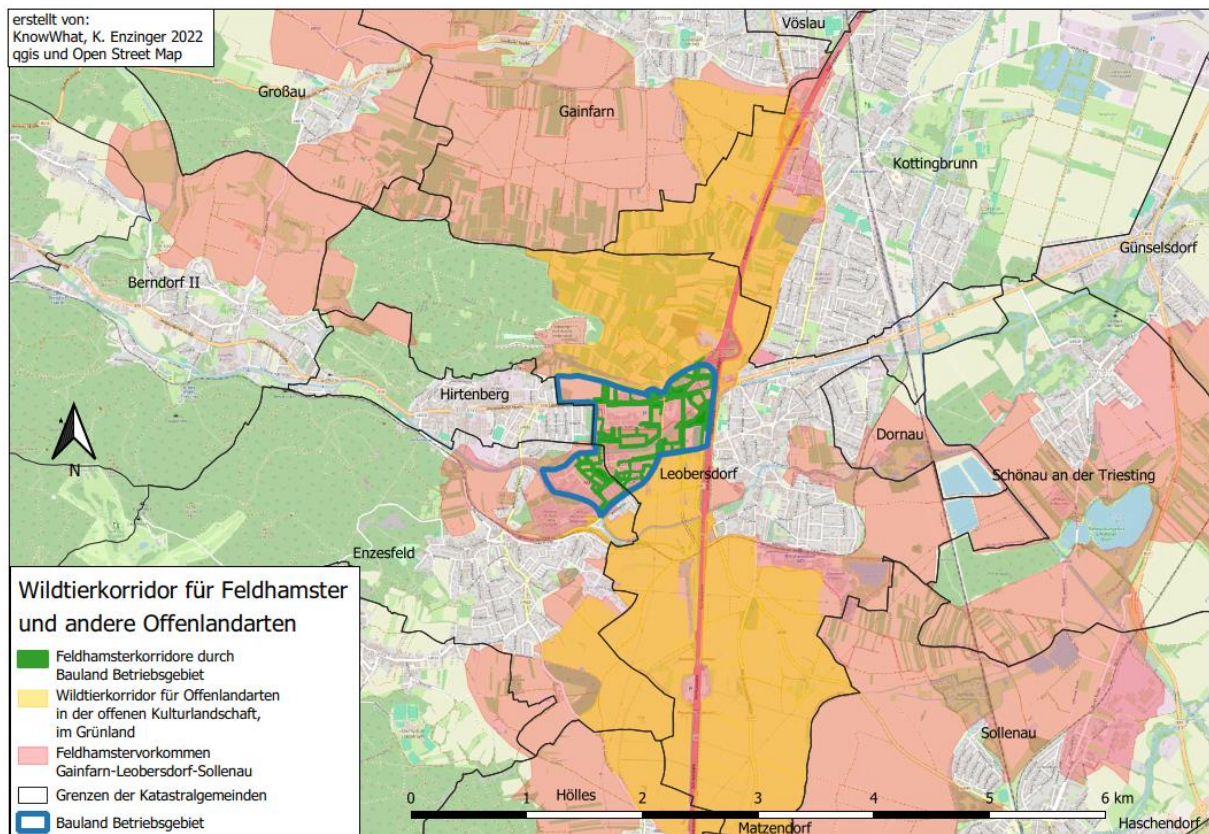 erstellt von:
KnowWhat, K. Enzinger 2022
qgis und Open Street Map
Vöslau
Großau
Gainfarn
Kottingbrunn
Günselsdorf
Berndorf II
Hirtenberg
Dornau
Leobersdorf
Schönau an der Triesting
Enzesfeld
Wildtierkorridor für Feldhamster
und andere Offenlandarten
Feldhamsterkorridore durch
Bauland Betriebsgebiet
Wildtierkorridor für Offenlandarten
in der offenen Kulturlandschaft,
im Grünland
Feldhamstervorkommen
Gainfarn-Leobersdorf-Sollenau
Grenzen der Katastralgemeinden
Bauland Betriebsgebiet
N
Sollenau
Hölles
0 1 2 3 4 5 6 km
Matzendorf
Haschendorf